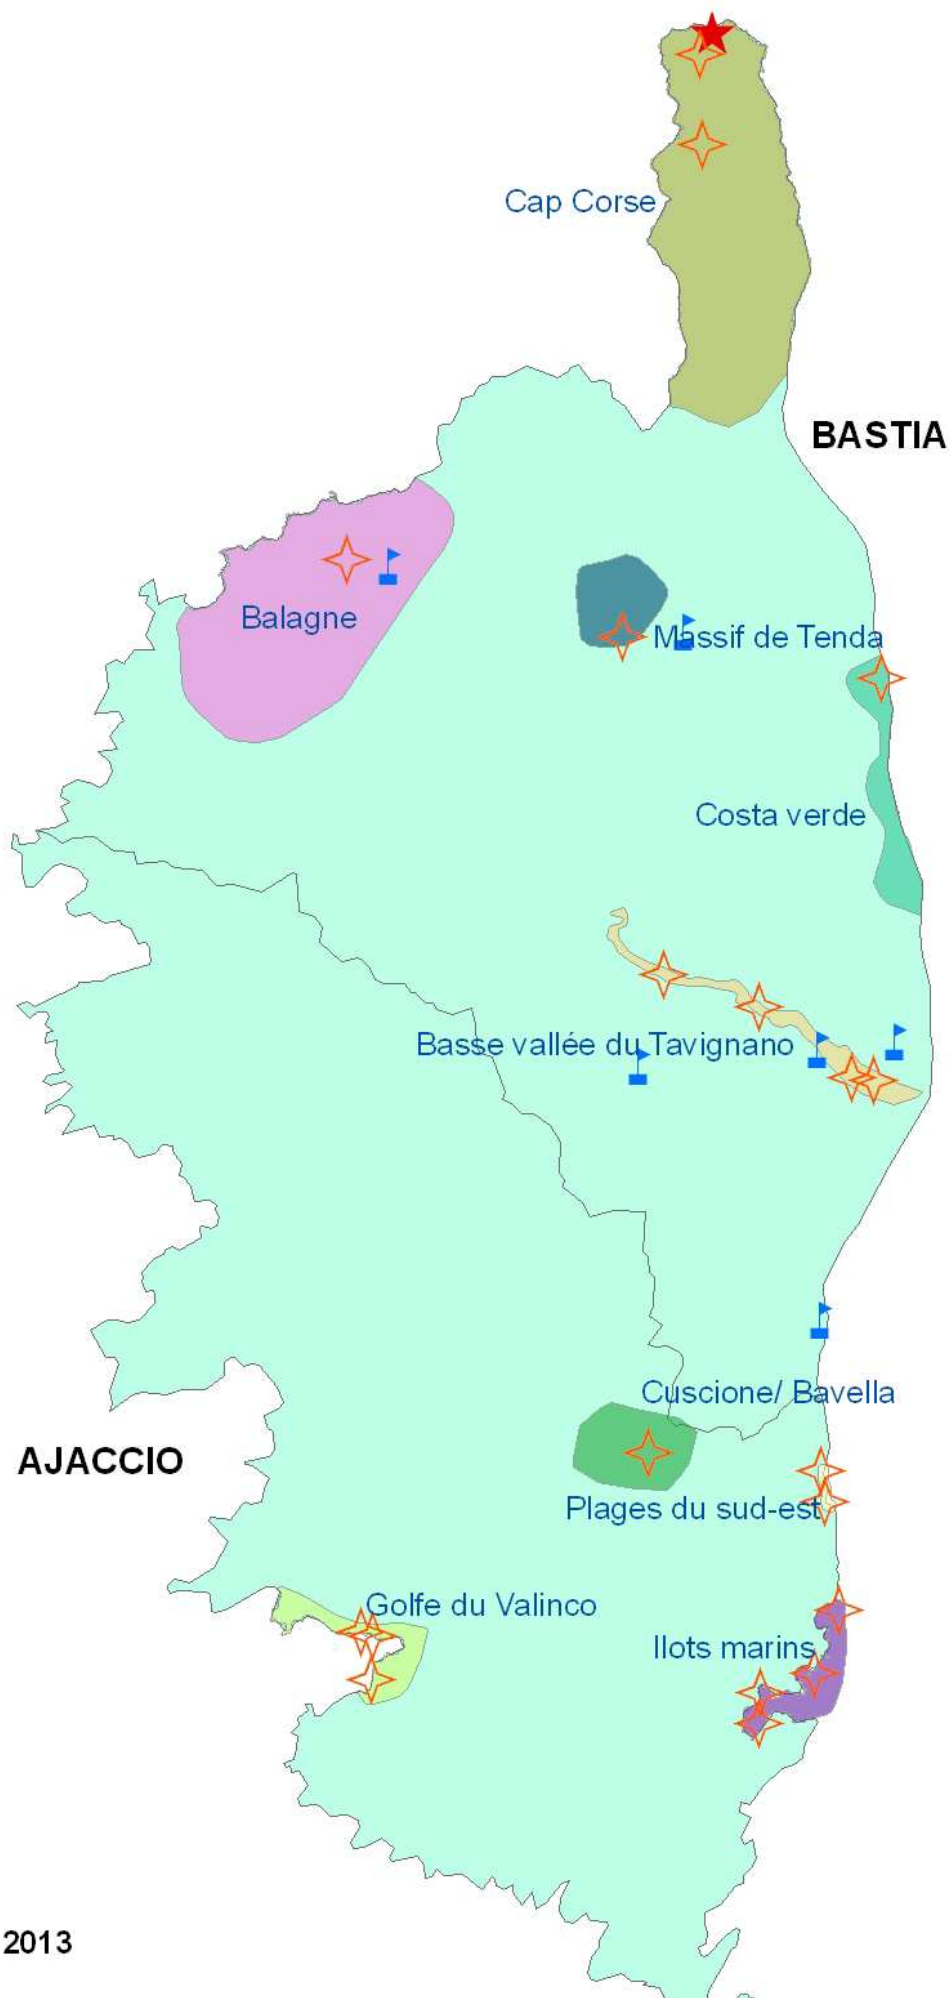 Cap Corse
BASTIA
Balagne
Massif de Tenda
Costa verde
Basse vallée du Tavignano
Cuscione/ Bavella
AJACCIO
Plages du sud-est
Golfe du Valinco
Ilots marins
2013